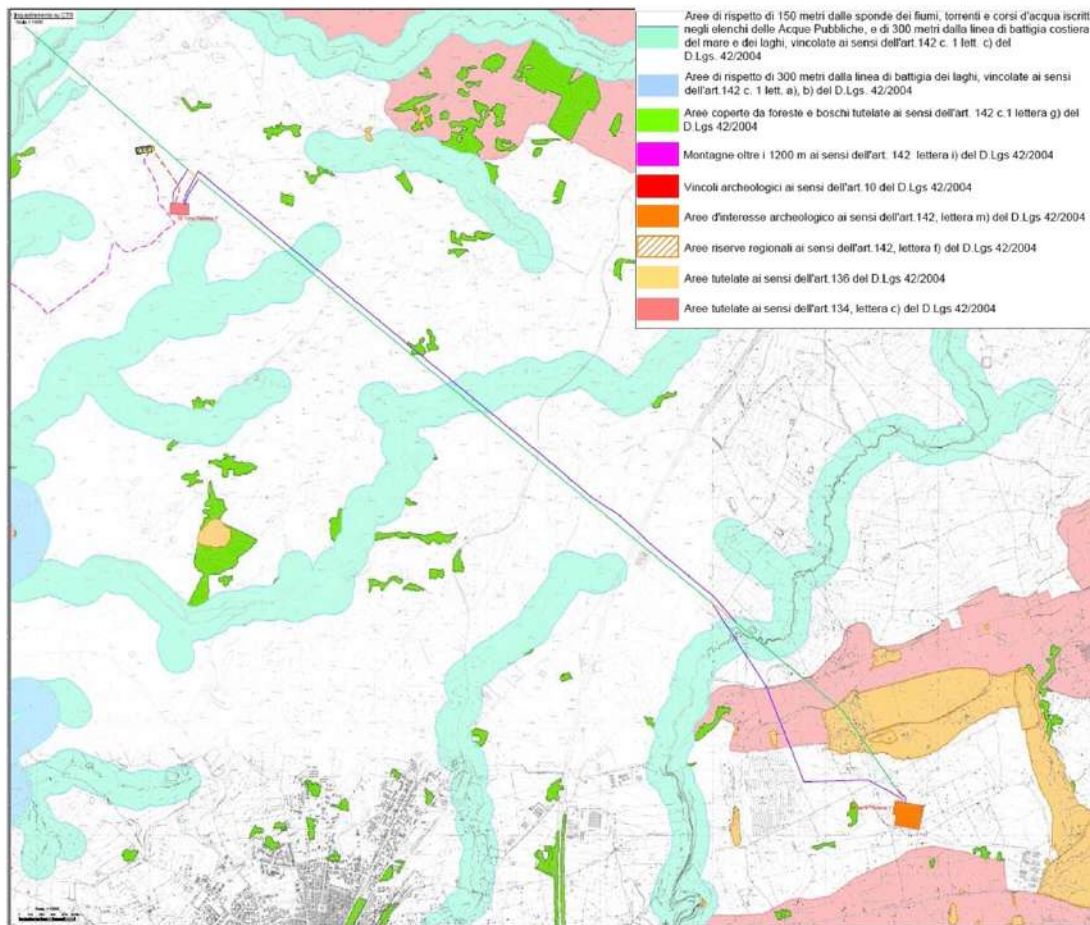 Inquadramento su CTR
Aree di rispetto di 150 metri dalle sponde dei fiumi, torrenti e corsi d'acqua iscritt
negli elenchi delle Acque Pubbliche, e di 300 metri dalla linea di battigia costiera
del mare e dei laghi, vincolate ai sensi dell'art.142 c. 1 lett. c) del
D.Lgs. 42/2004
Aree di rispetto di 300 metri dalla linea di battigia dei laghi, vincolate ai sensi
dell'art.142 c. 1 lett. a), b) del D.Lgs. 42/2004
Aree coperte da foreste e boschi tutelate ai sensi dell'art. 142 c.1 lettera g) del
D.Lgs 42/2004
Montagne oltre i 1200 m ai sensi dell'art. 142 lettera i) del D.Lgs 42/2004
Vincoli archeologici ai sensi dell'art.10 del D.Lgs 42/2004
Aree d'interesse archeologico ai sensi dell'art.142, lettera m) del D.Lgs 42/2004
Aree riserve regionali ai sensi dell'art.142, lettera f) del D.Lgs 42/2004
Aree tutelate ai sensi dell'art.136 del D.Lgs 42/2004
Aree tutelate ai sensi dell'art.134, lettera c) del D.Lgs 42/2004